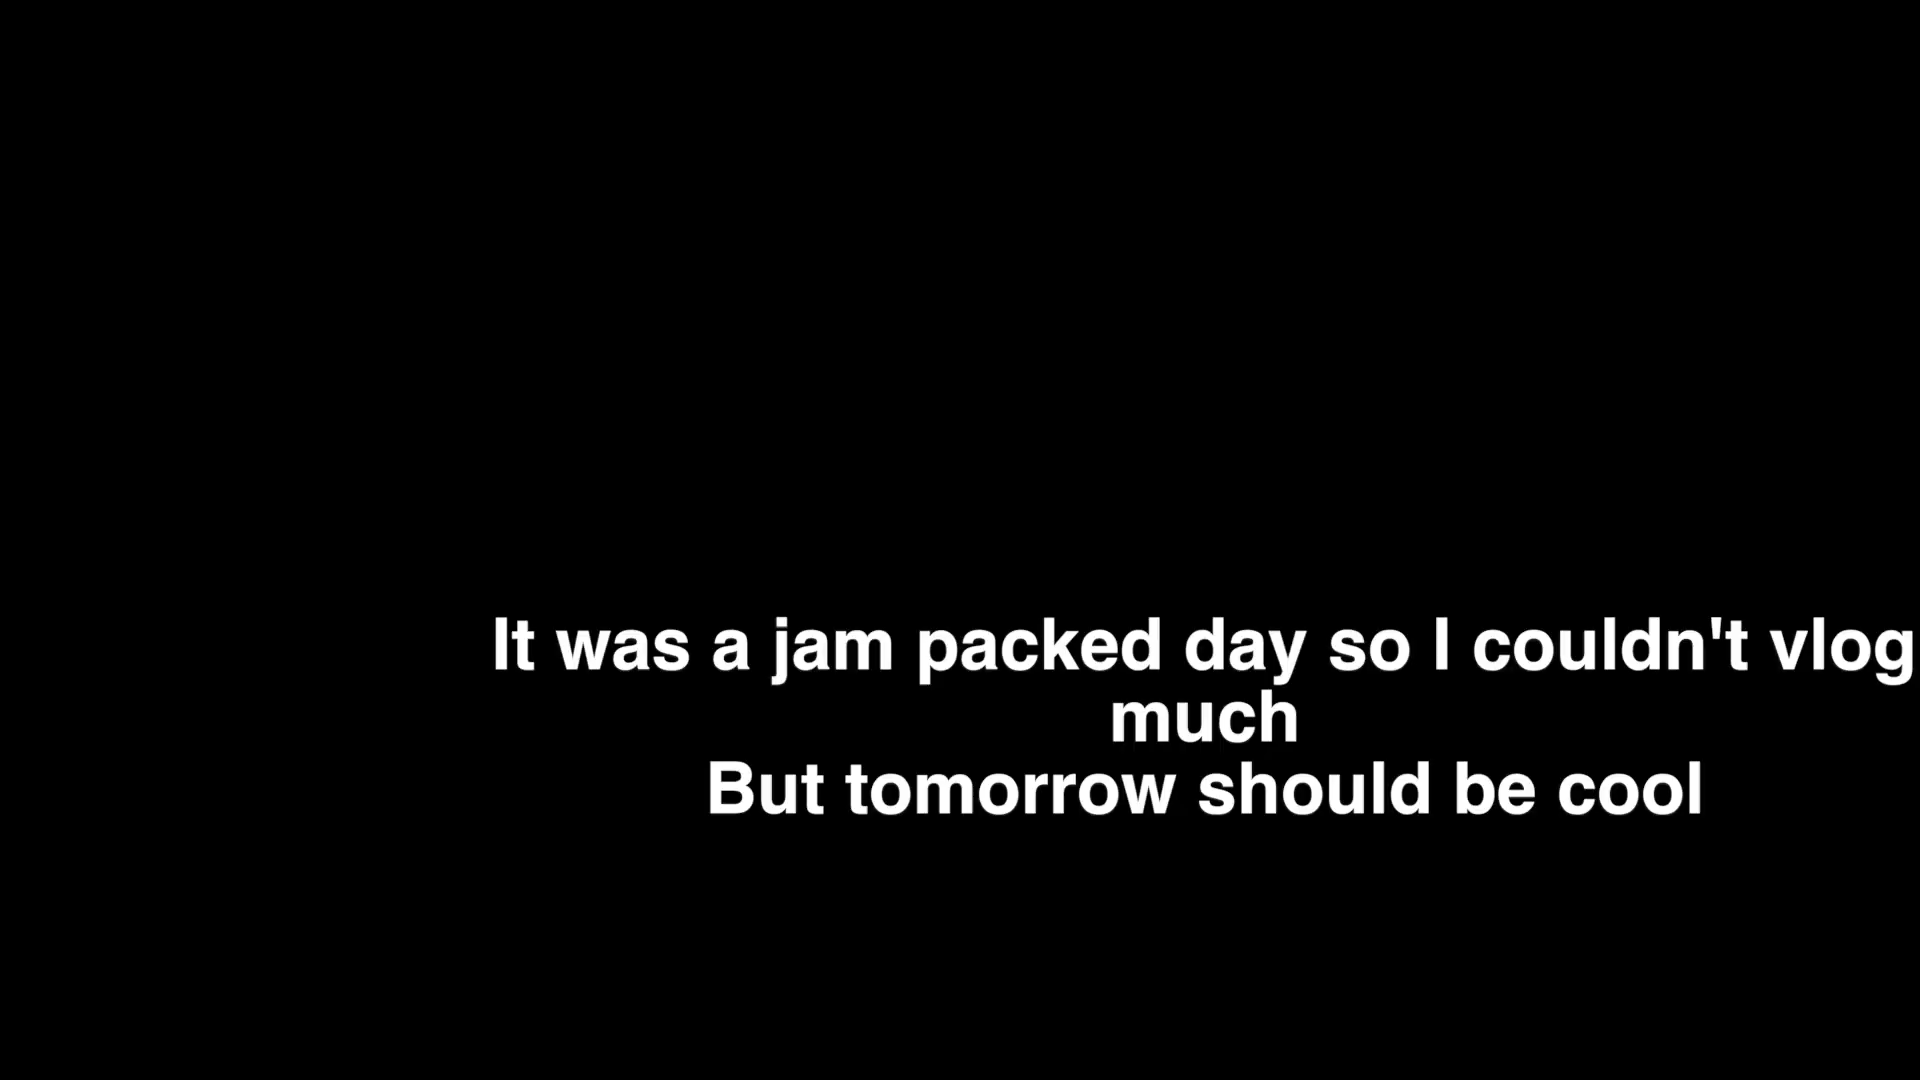 It was a jam packed day so I couldn't vlog
much
But tomorrow should be cool